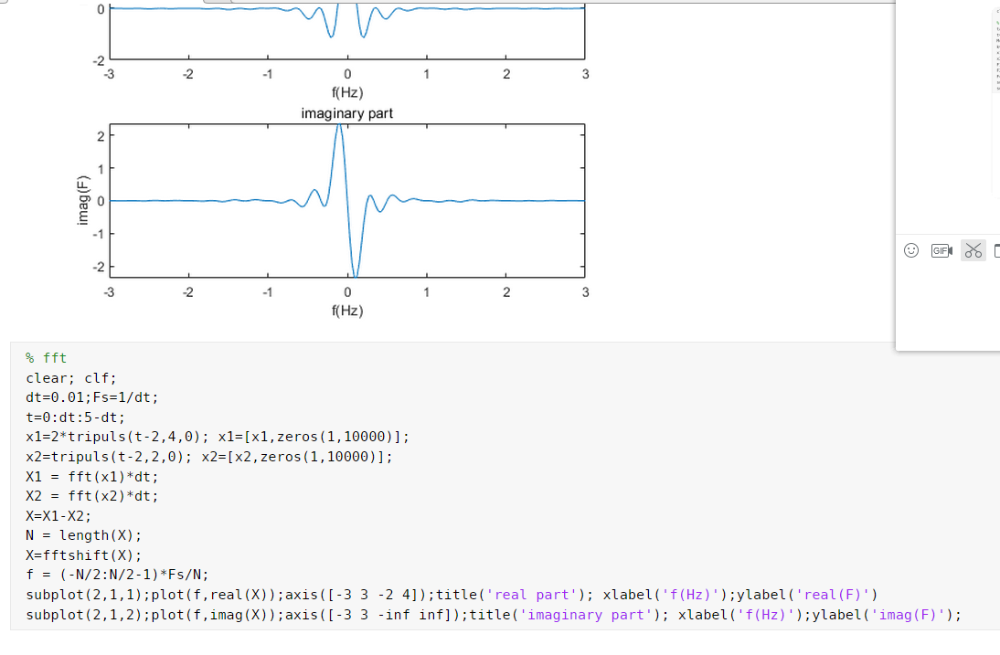 0
-2
-3 -2 -1 0 1 2 3
f(Hz)
imaginary part
2
1
0
-1
-2
imag(F)
-3 -2 -1 0 1 2 3
f(Hz)
GIF
% fft
clear; clf;
dt=0.01;Fs=1/dt;
t=0:dt:5-dt;
x1=2*tripuls(t-2,4,0); x1=[x1,zeros(1,10000)];
x2=tripuls(t-2,2,0); x2=[x2,zeros(1,10000)];
X1 = fft(x1)*dt;
X2 = fft(x2)*dt;
X=X1-X2;
N = length(X);
X=fftshift(X);
f = (-N/2:N/2-1)*Fs/N;
subplot(2,1,1);plot(f,real(X));axis([-3 3 -2 4]);title('real part'); xlabel('f(Hz)');ylabel('real(F)')
subplot(2,1,2);plot(f,imag(X));axis([-3 3 -inf inf]);title('imaginary part'); xlabel('f(Hz)');ylabel('imag(F)');